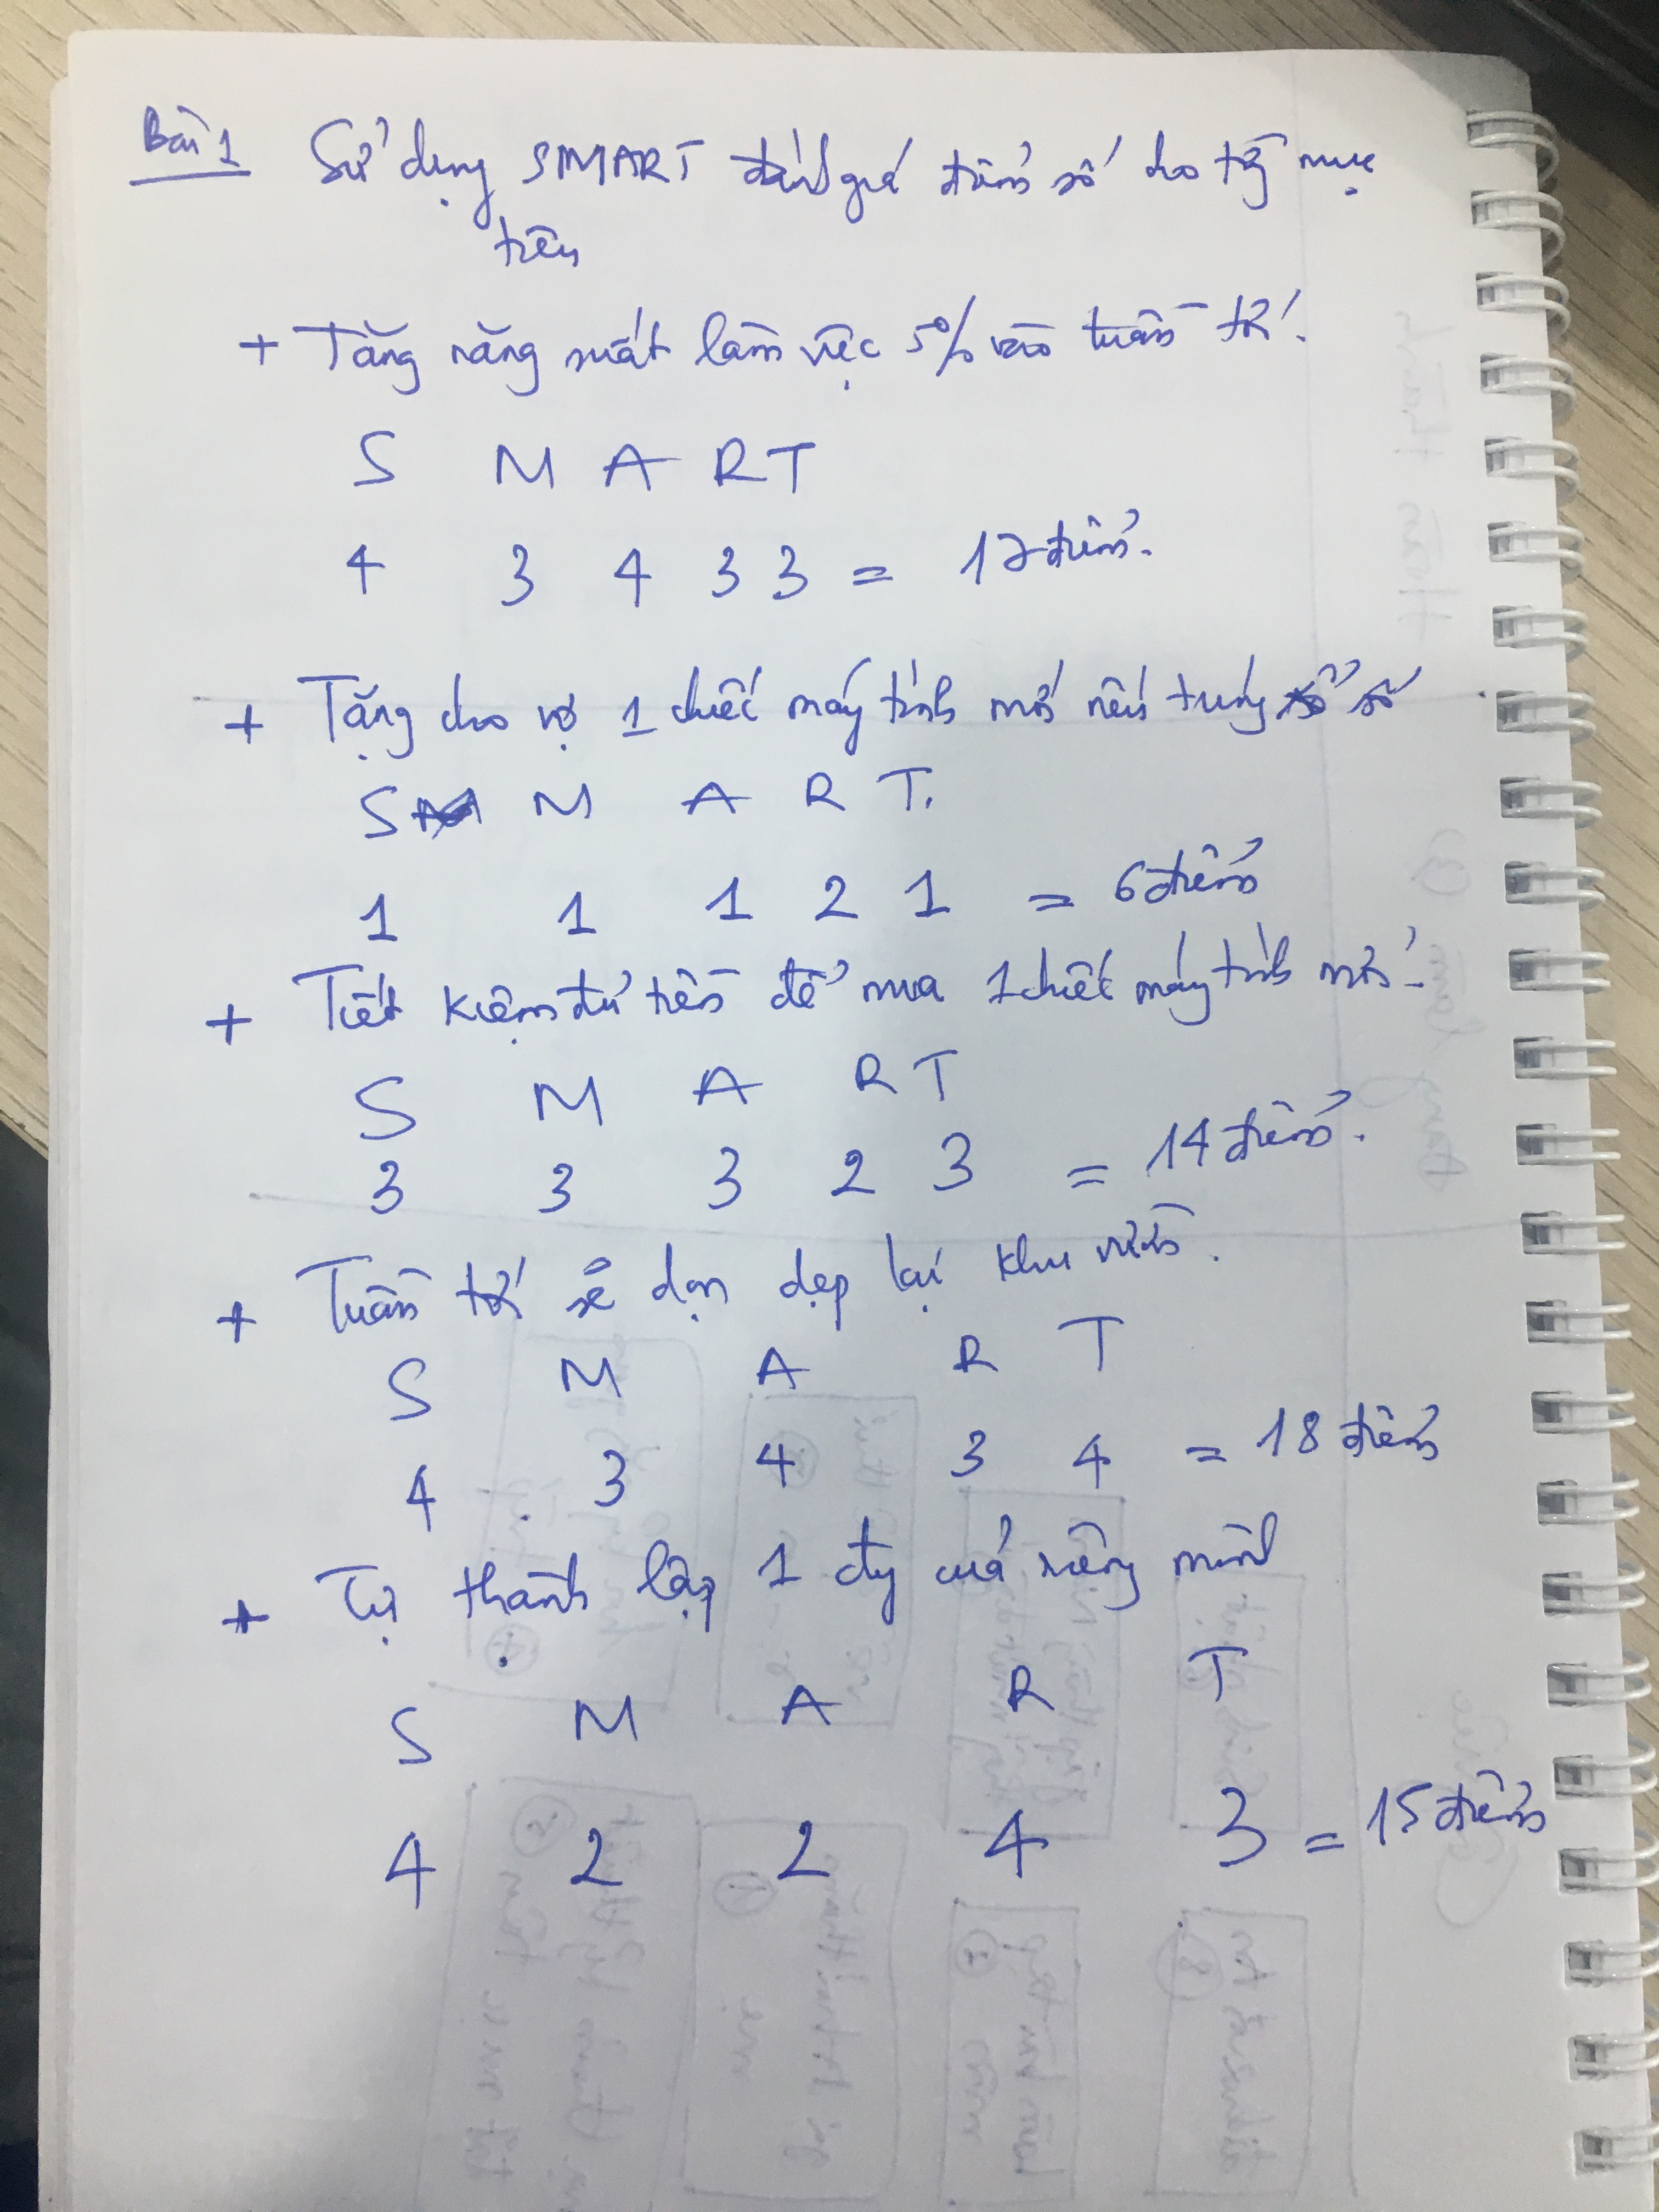 Bài 1 Sử dụng SMART đánh giá điểm số cho từng mục
tiêu
+ Tăng năng suất làm việc 5% vào tuần tới.
S M A R T
4 3 4 3 3 = 17 điểm.
+ Tặng cho vợ 1 chiếc máy tính mới nếu trúng sổ số
S M A R T.
1 1 1 2 1 = 6 điểm
+ Tiết kiệm đủ tiền để mua 1 chiếc máy tính mới.
S M A R T
3 3 3 2 3 = 14 điểm.
+ Tuần tới sẽ dọn dẹp lại khu vườn.
S M A R T
4 3 4 3 4 = 18 điểm
+ Tự thành lập 1 cty của riêng mình
S M A R T
4 2 2 4 3 = 15 điểm